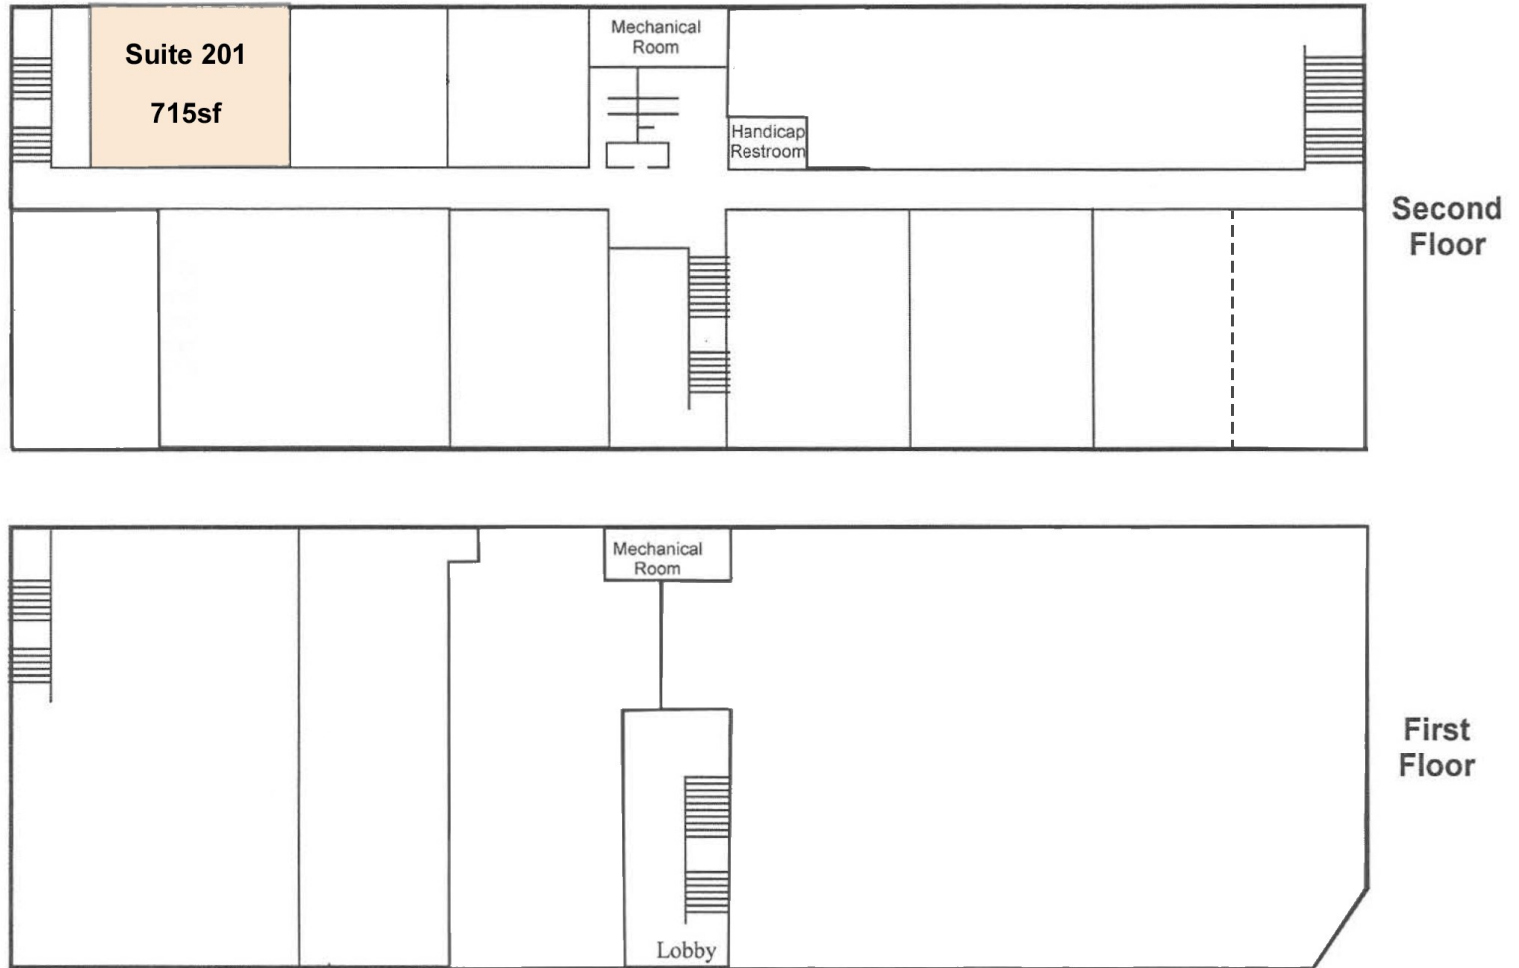 Suite 201
715sf
Mechanical
Room
Handicap
Restroom
Second
Floor
Mechanical
Room
First
Floor
Lobby